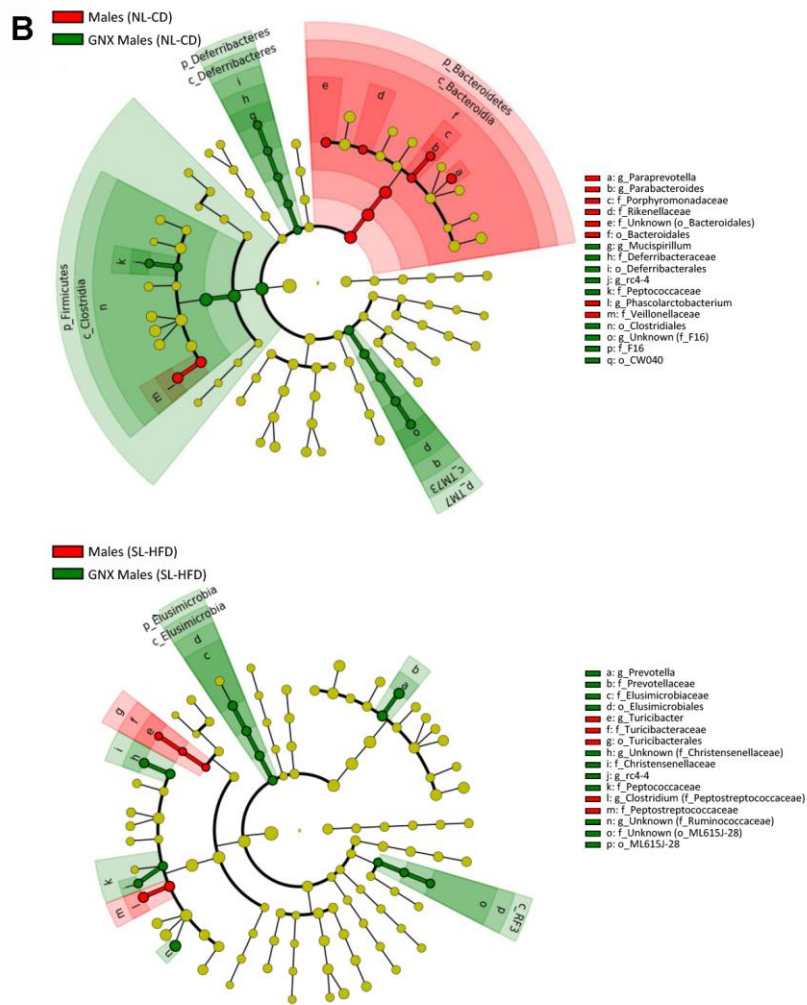 B
Males (NL-CD)
GNX Males (NL-CD)
p_Deferribacteres
c_Deferribacteres
i
h
g
p_Bacteroidetes
c_Bacteroidia
e
d
f
c
b
a
p_Firmicutes
c_Clostridia
n
k
j
m
l
o
p
q
c_TM73
p_TM7
a: g_Paraprevotella
b: g_Parabacteroides
c: f_Porphyromonadaceae
d: f_Rikenellaceae
e: f_Unknown (o_Bacteroidales)
f: o_Bacteroidales
g: g_Mucispirillum
h: f_Deferribacteraceae
i: o_Deferribacterales
j: g_rc4-4
k: f_Peptococcaceae
l: g_Phascolarctobacterium
m: f_Veillonellaceae
n: o_Clostridiales
o: g_Unknown (f_F16)
p: f_F16
q: o_CW040
Males (SL-HFD)
GNX Males (SL-HFD)
p_Elusimicrobia
c_Elusimicrobia
d
c
b
a
g
f
e
i
h
k
j
m
l
n
o
p
c_RF3
a: g_Prevotella
b: f_Prevotellaceae
c: f_Elusimicrobiaceae
d: o_Elusimicrobiales
e: g_Turicibacter
f: f_Turicibacteraceae
g: o_Turicibacterales
h: g_Unknown (f_Christensenellaceae)
i: f_Christensenellaceae
j: g_rc4-4
k: f_Peptococcaceae
l: g_Clostridium (f_Peptostreptococcaceae)
m: f_Peptostreptococcaceae
n: g_Unknown (f_Ruminococcaceae)
o: f_Unknown (o_ML615J-28)
p: o_ML615J-28